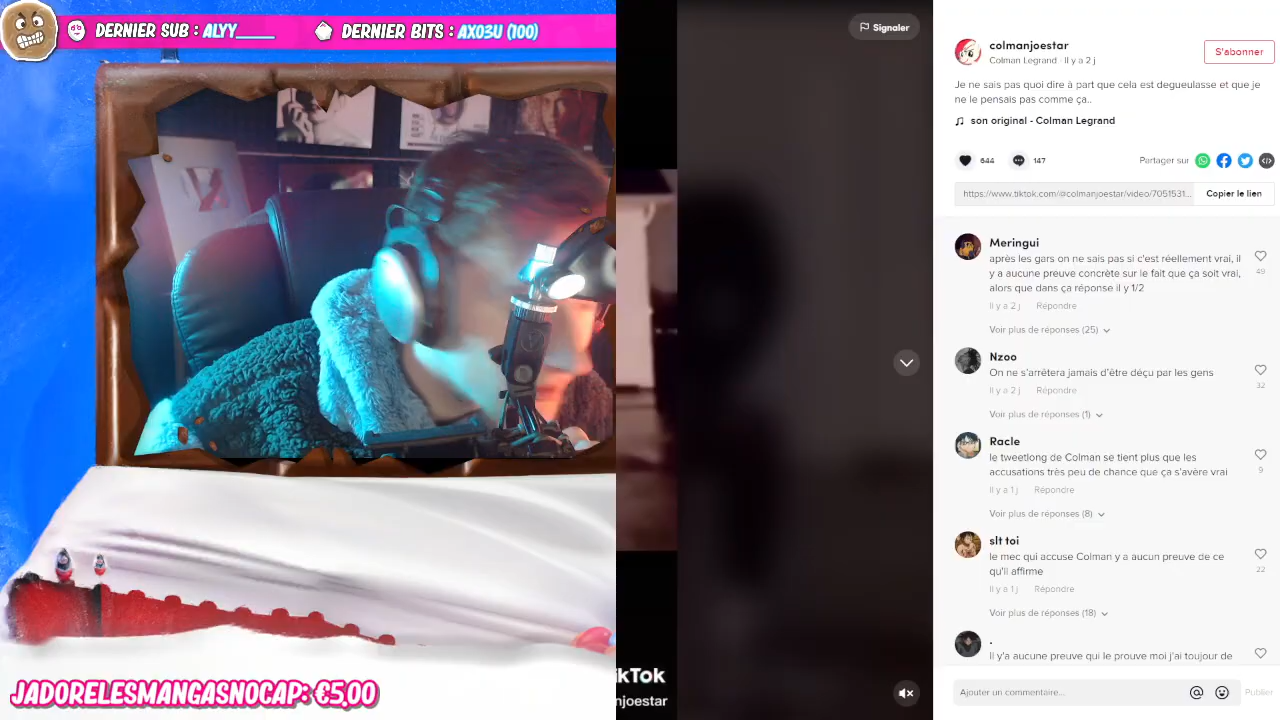 DERNIER SUB : ALYY_____
DERNIER BITS : AXO3U (100)
Signaler
colmanjoestar
Colman Legrand · Il y a 2 j
S'abonner
Je ne sais pas quoi dire à part que cela est degueulasse et que je
ne le pensais pas comme ça..
son original - Colman Legrand
644
147
Partager sur
https://www.tiktok.com/@colmanjoestar/video/7051531...
Copier le lien
Meringui
après les gars on ne sais pas si c'est réellement vrai, il
y a aucune preuve concrète sur le fait que ça soit vrai,
alors que dans ça réponse il y 1/2
49
Il y a 2 j Répondre
Voir plus de réponses (25)
Nzoo
On ne s'arrêtera jamais d'être déçu par les gens
32
Il y a 2 j Répondre
Voir plus de réponses (1)
Racle
le tweetlong de Colman se tient plus que les
accusations très peu de chance que ça s'avère vrai
9
Il y a 1 j Répondre
Voir plus de réponses (8)
slt toi
le mec qui accuse Colman y a aucun preuve de ce
qu'il affirme
22
Il y a 1 j Répondre
Voir plus de réponses (18)
.
Il y'a aucune preuve qui le prouve moi j'ai toujour de
ikTok
njoestar
Ajouter un commentaire...
Publier
JADORELESMANGASNOCAP: €5,00